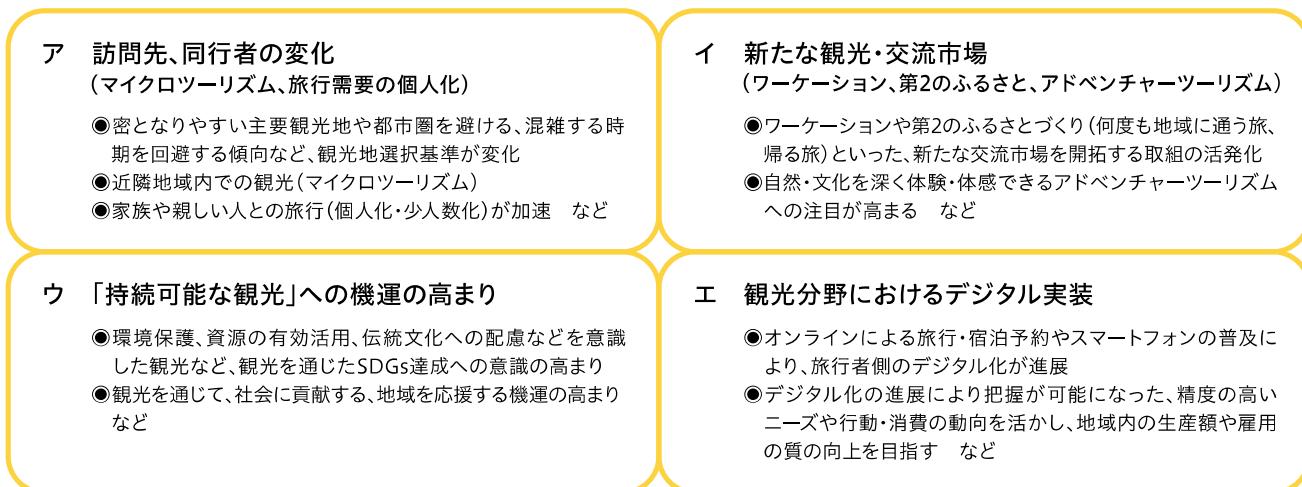 ア 訪問先、同行者の変化
（マイクロツーリズム、旅行需要の個人化）
◉密となりやすい主要観光地や都市圏を避ける、混雑する時
期を回避する傾向など、観光地選択基準が変化
◉近隣地域内での観光（マイクロツーリズム）
◉家族や親しい人との旅行（個人化・少人数化）が加速　など
イ 新たな観光・交流市場
（ワーケーション、第2のふるさと、アドベンチャーツーリズム）
◉ワーケーションや第2のふるさとづくり（何度も地域に通う旅、
帰る旅）といった、新たな交流市場を開拓する取組の活発化
◉自然・文化を深く体験・体感できるアドベンチャーツーリズム
への注目が高まる　など
ウ 「持続可能な観光」への機運の高まり
◉環境保護、資源の有効活用、伝統文化への配慮などを意識
した観光など、観光を通じたSDGs達成への意識の高まり
◉観光を通じて、社会に貢献する、地域を応援する機運の高まり
など
エ 観光分野におけるデジタル実装
◉オンラインによる旅行・宿泊予約やスマートフォンの普及に
より、旅行者側のデジタル化が進展
◉デジタル化の進展により把握が可能になった、精度の高い
ニーズや行動・消費の動向を活かし、地域内の生産額や雇用
の質の向上を目指す　など